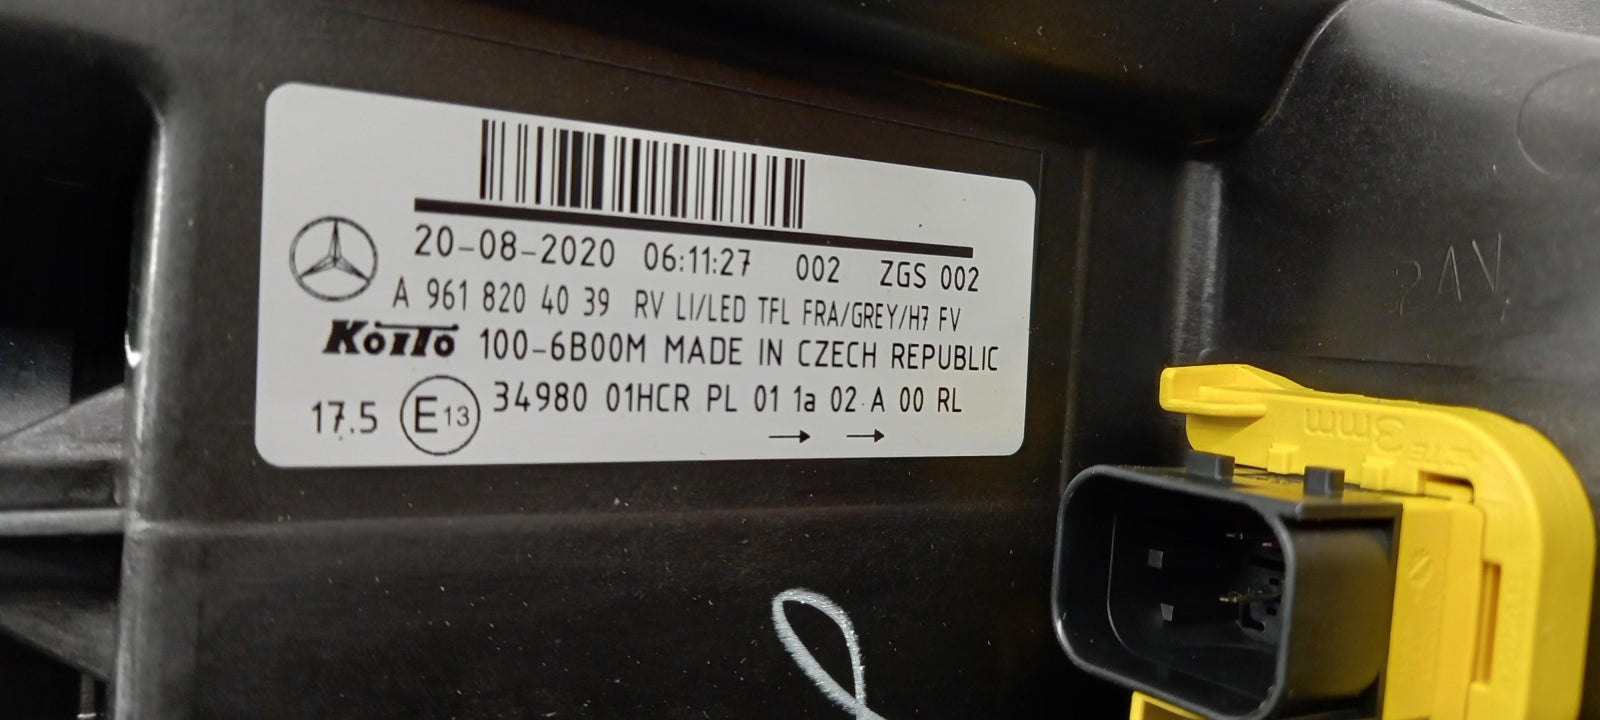 20-08-2020 06:11:27 002 ZGS 002
A 961 820 40 39 RV LI/LED TFL FRA/GREY/H7 FV
KOITO 100-6B00M MADE IN CZECH REPUBLIC
17.5 E13 34980 01HCR PL 01 1a 02 A 00 RL
→ →
3mm